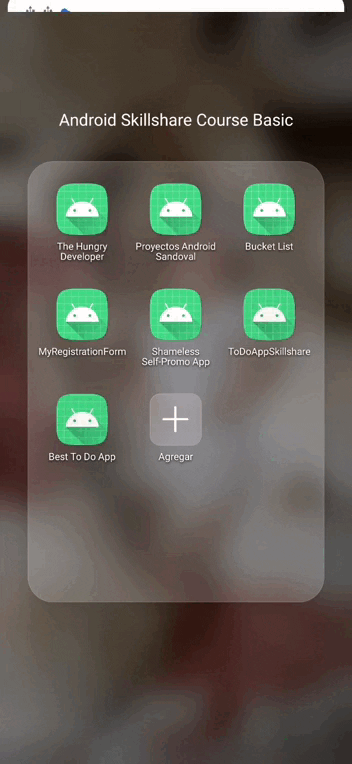 Android Skillshare Course Basic
The Hungry
Developer
Proyectos Android
Sandoval
Bucket List
MyRegistrationForm
Shameless
Self-Promo App
ToDoAppSkillshare
Best To Do App
Agregar